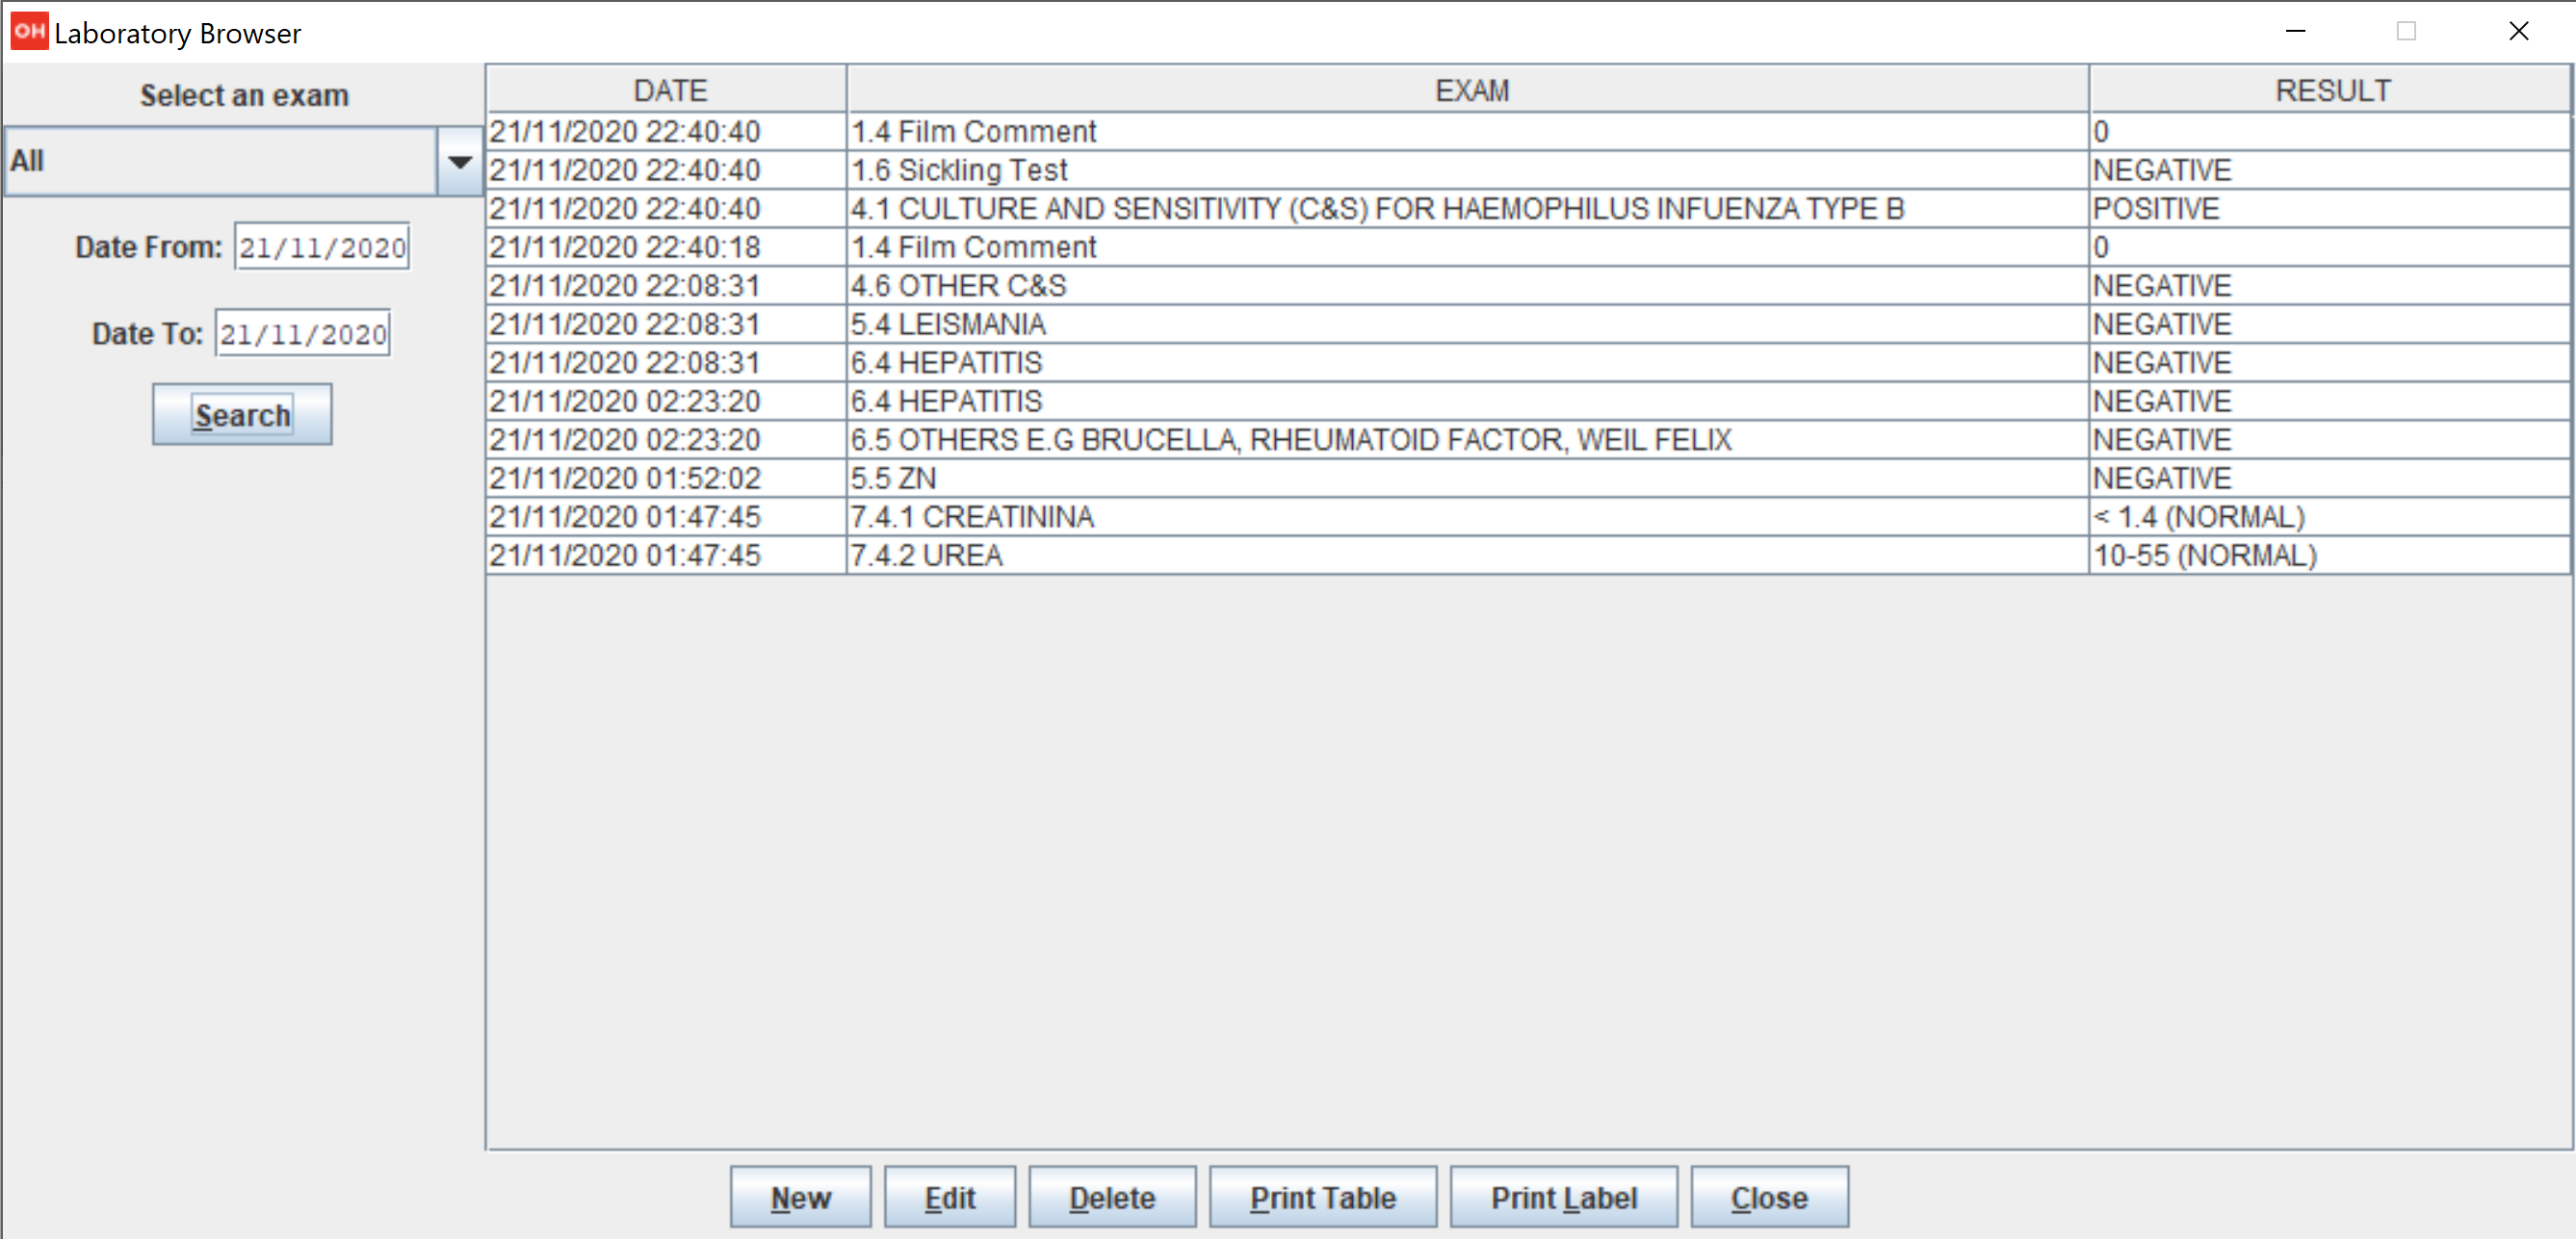 OH Laboratory Browser
Select an exam
All
Date From: 21/11/2020
Date To: 21/11/2020
Search
DATE EXAM RESULT
21/11/2020 22:40:40 1.4 Film Comment 0
21/11/2020 22:40:40 1.6 Sickling Test NEGATIVE
21/11/2020 22:40:40 4.1 CULTURE AND SENSITIVITY (C&S) FOR HAEMOPHILUS INFUENZA TYPE B POSITIVE
21/11/2020 22:40:18 1.4 Film Comment 0
21/11/2020 22:08:31 4.6 OTHER C&S NEGATIVE
21/11/2020 22:08:31 5.4 LEISMANIA NEGATIVE
21/11/2020 22:08:31 6.4 HEPATITIS NEGATIVE
21/11/2020 02:23:20 6.4 HEPATITIS NEGATIVE
21/11/2020 02:23:20 6.5 OTHERS E.G BRUCELLA, RHEUMATOID FACTOR, WEIL FELIX NEGATIVE
21/11/2020 01:52:02 5.5 ZN NEGATIVE
21/11/2020 01:47:45 7.4.1 CREATININA < 1.4 (NORMAL)
21/11/2020 01:47:45 7.4.2 UREA 10-55 (NORMAL)
New Edit Delete Print Table Print Label Close